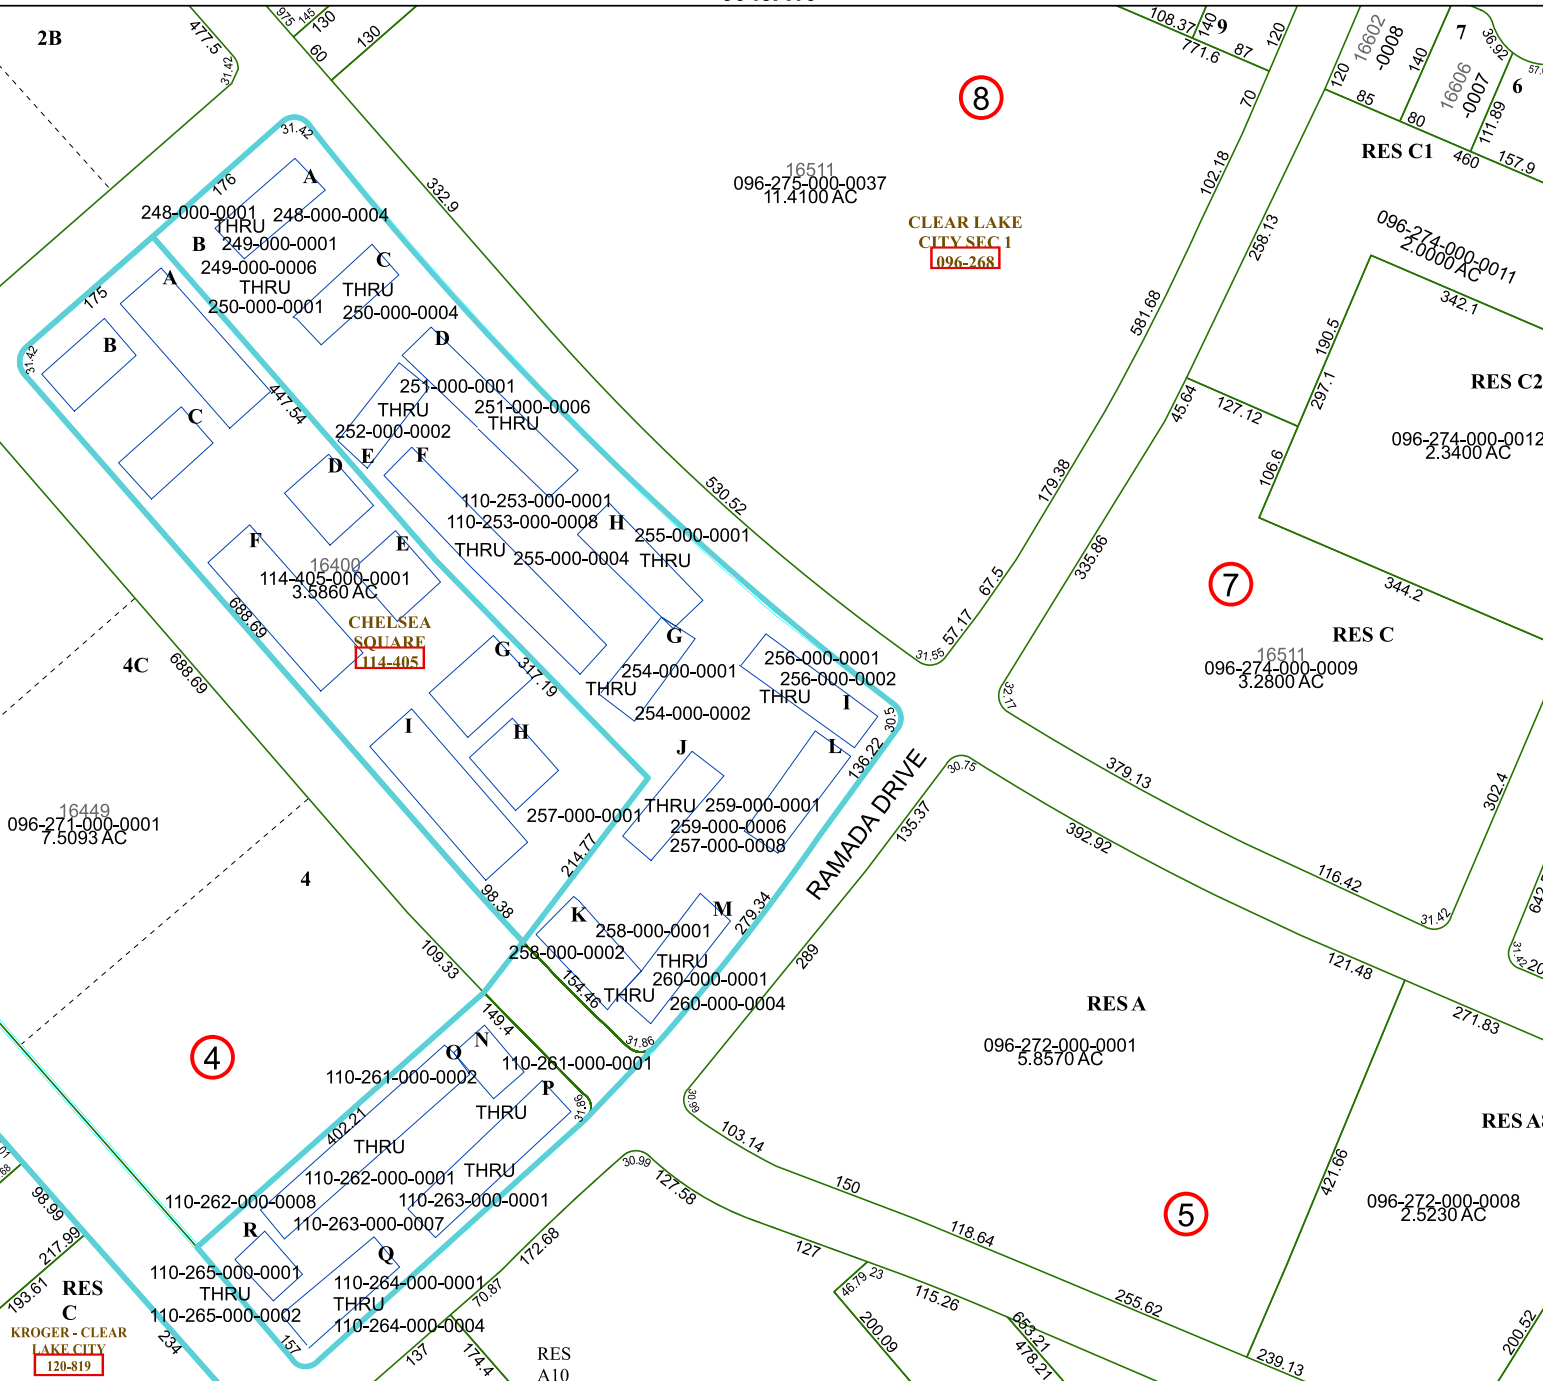 2B
477.5
31.42
975
145
130
60
130
108.37
140
9
771.6
87
120
16602
-0008
140
120
7
36.92
16606
-0007
6
111.89
85
80
460
157.9
RES C1
8
70
102.18
16511
096-275-000-0037
11.4100 AC
CLEAR LAKE
CITY SEC 1
096-268
31.42
176
332.9
A
248-000-0001
248-000-0004
THRU
B
249-000-0001
249-000-0006
THRU
250-000-0001
C
THRU
250-000-0004
258.13
096-274-000-0011
2.0000 AC
342.1
190.5
581.68
175
A
B
31.42
447.54
C
D
251-000-0001
251-000-0006
THRU
THRU
252-000-0002
E
F
D
297.1
RES C2
45.64
127.12
096-274-000-0012
2.3400 AC
106.6
179.38
530.52
110-253-000-0001
110-253-000-0008
H
255-000-0001
THRU
255-000-0004
THRU
F
E
16400
114-405-000-0001
3.5860 AC
CHELSEA
SQUARE
114-405
688.69
G
317.19
335.86
67.5
57.17
31.55
7
344.2
RES C
16511
096-274-000-0009
3.2800 AC
4C
688.69
G
254-000-0001
THRU
254-000-0002
256-000-0001
256-000-0002
THRU
I
30.5
136.22
32.17
I
H
J
L
RAMADA DRIVE
30.75
379.13
302.4
16449
096-271-000-0001
7.5093 AC
257-000-0001
THRU
259-000-0001
259-000-0006
257-000-0008
135.37
392.92
214.77
116.42
4
98.38
K
M
258-000-0001
279.34
31.42
258-000-0002
THRU
260-000-0001
THRU
260-000-0004
154.46
289
109.33
121.48
31.42
149.4
RES A
271.83
31.86
4
O
N
110-261-000-0002
110-261-000-0001
096-272-000-0001
5.8570 AC
P
THRU
31.86
30.99
402.21
THRU
103.14
110-262-000-0001
THRU
110-262-000-0008
110-263-000-0001
110-263-000-0007
30.99
127.58
150
421.66
096-272-000-0008
2.5230 AC
5
98.99
217.99
R
Q
172.68
118.64
127
193.61
110-265-000-0001
THRU
110-265-000-0002
110-264-000-0001
THRU
110-264-000-0004
70.87
46.79
23
115.26
255.62
RES
C
KROGER - CLEAR
LAKE CITY
120-819
234
157
137
174.4
RES
A10
200.09
653.21
478.21
239.13
200.52